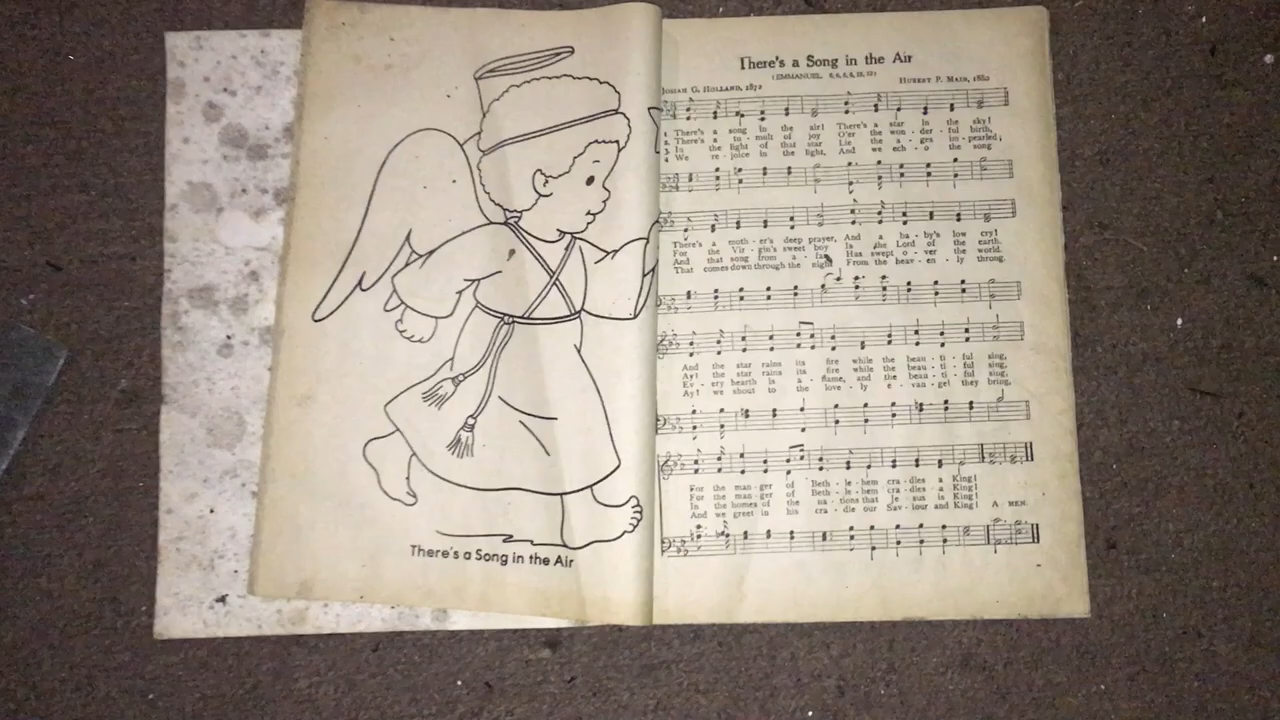 There's a Song in the Air
There's a Song in the Air
(EMMANUEL. 6, 6, 6, 6, 12, 12)
JOSIAH G. HOLLAND, 1872
HUBERT P. MAIN, 1880
1. There's a song in the air! There's a star in the sky!
2. There's a tu - mult of joy O'er the won - der - ful birth,
3. In the light of that star Lie the a - ges im - pearled;
4. We re - joice in the light, And we ech - o the song
There's a moth - er's deep prayer, And a ba - by's low cry!
For the Vir - gin's sweet boy Is the Lord of the earth.
And that song from a - far Has swept o - ver the world.
That comes down through the night From the heav - en - ly throng.
And the star rains its fire while the beau - ti - ful sing,
Ay! the star rains its fire while the beau - ti - ful sing,
Ev - ery hearth is a - flame, and the beau - ti - ful sing,
Ay! we shout to the love - ly e - van - gel they bring,
For the man - ger of Beth - le - hem cra - dles a King!
For the man - ger of Beth - le - hem cra - dles a King!
In the homes of the na - tions that Je sus is King!
And we greet in his cra - dle our Sav - iour and King! A MEN.